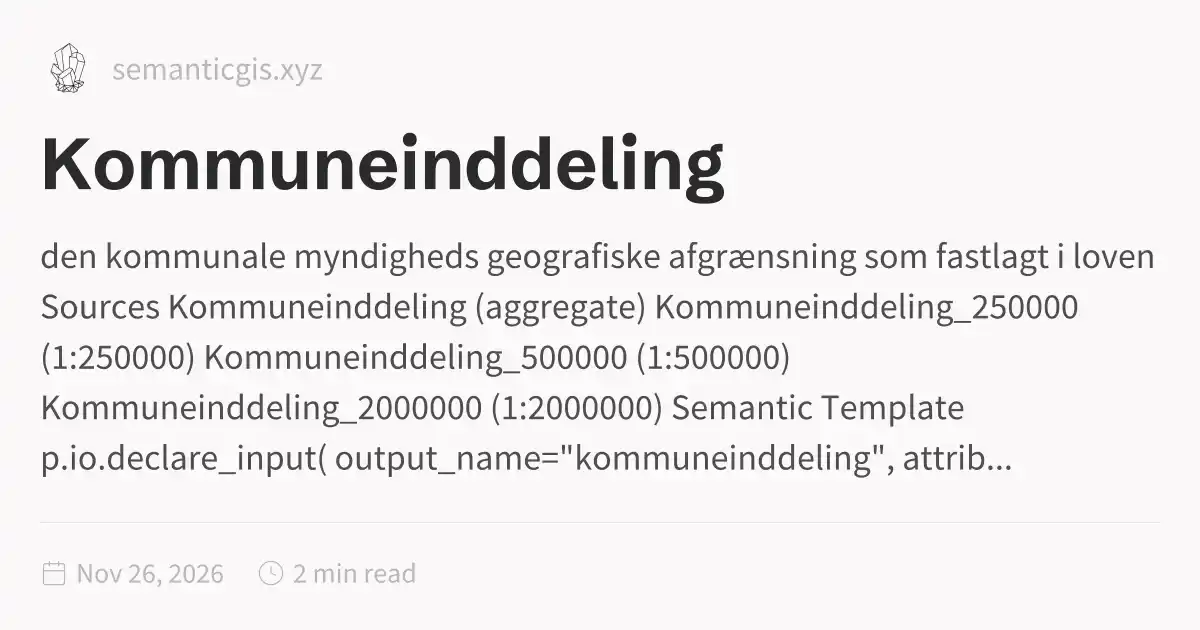 semanticgis.xyz
Kommuneinddeling
den kommunale myndigheds geografiske afgrænsning som fastlagt i loven
Sources Kommuneinddeling (aggregate) Kommuneinddeling_250000
(1:250000) Kommuneinddeling_500000 (1:500000)
Kommuneinddeling_2000000 (1:2000000) Semantic Template
p.io.declare_input( output_name="kommuneinddeling", attrib...
Nov 26, 2026 2 min read